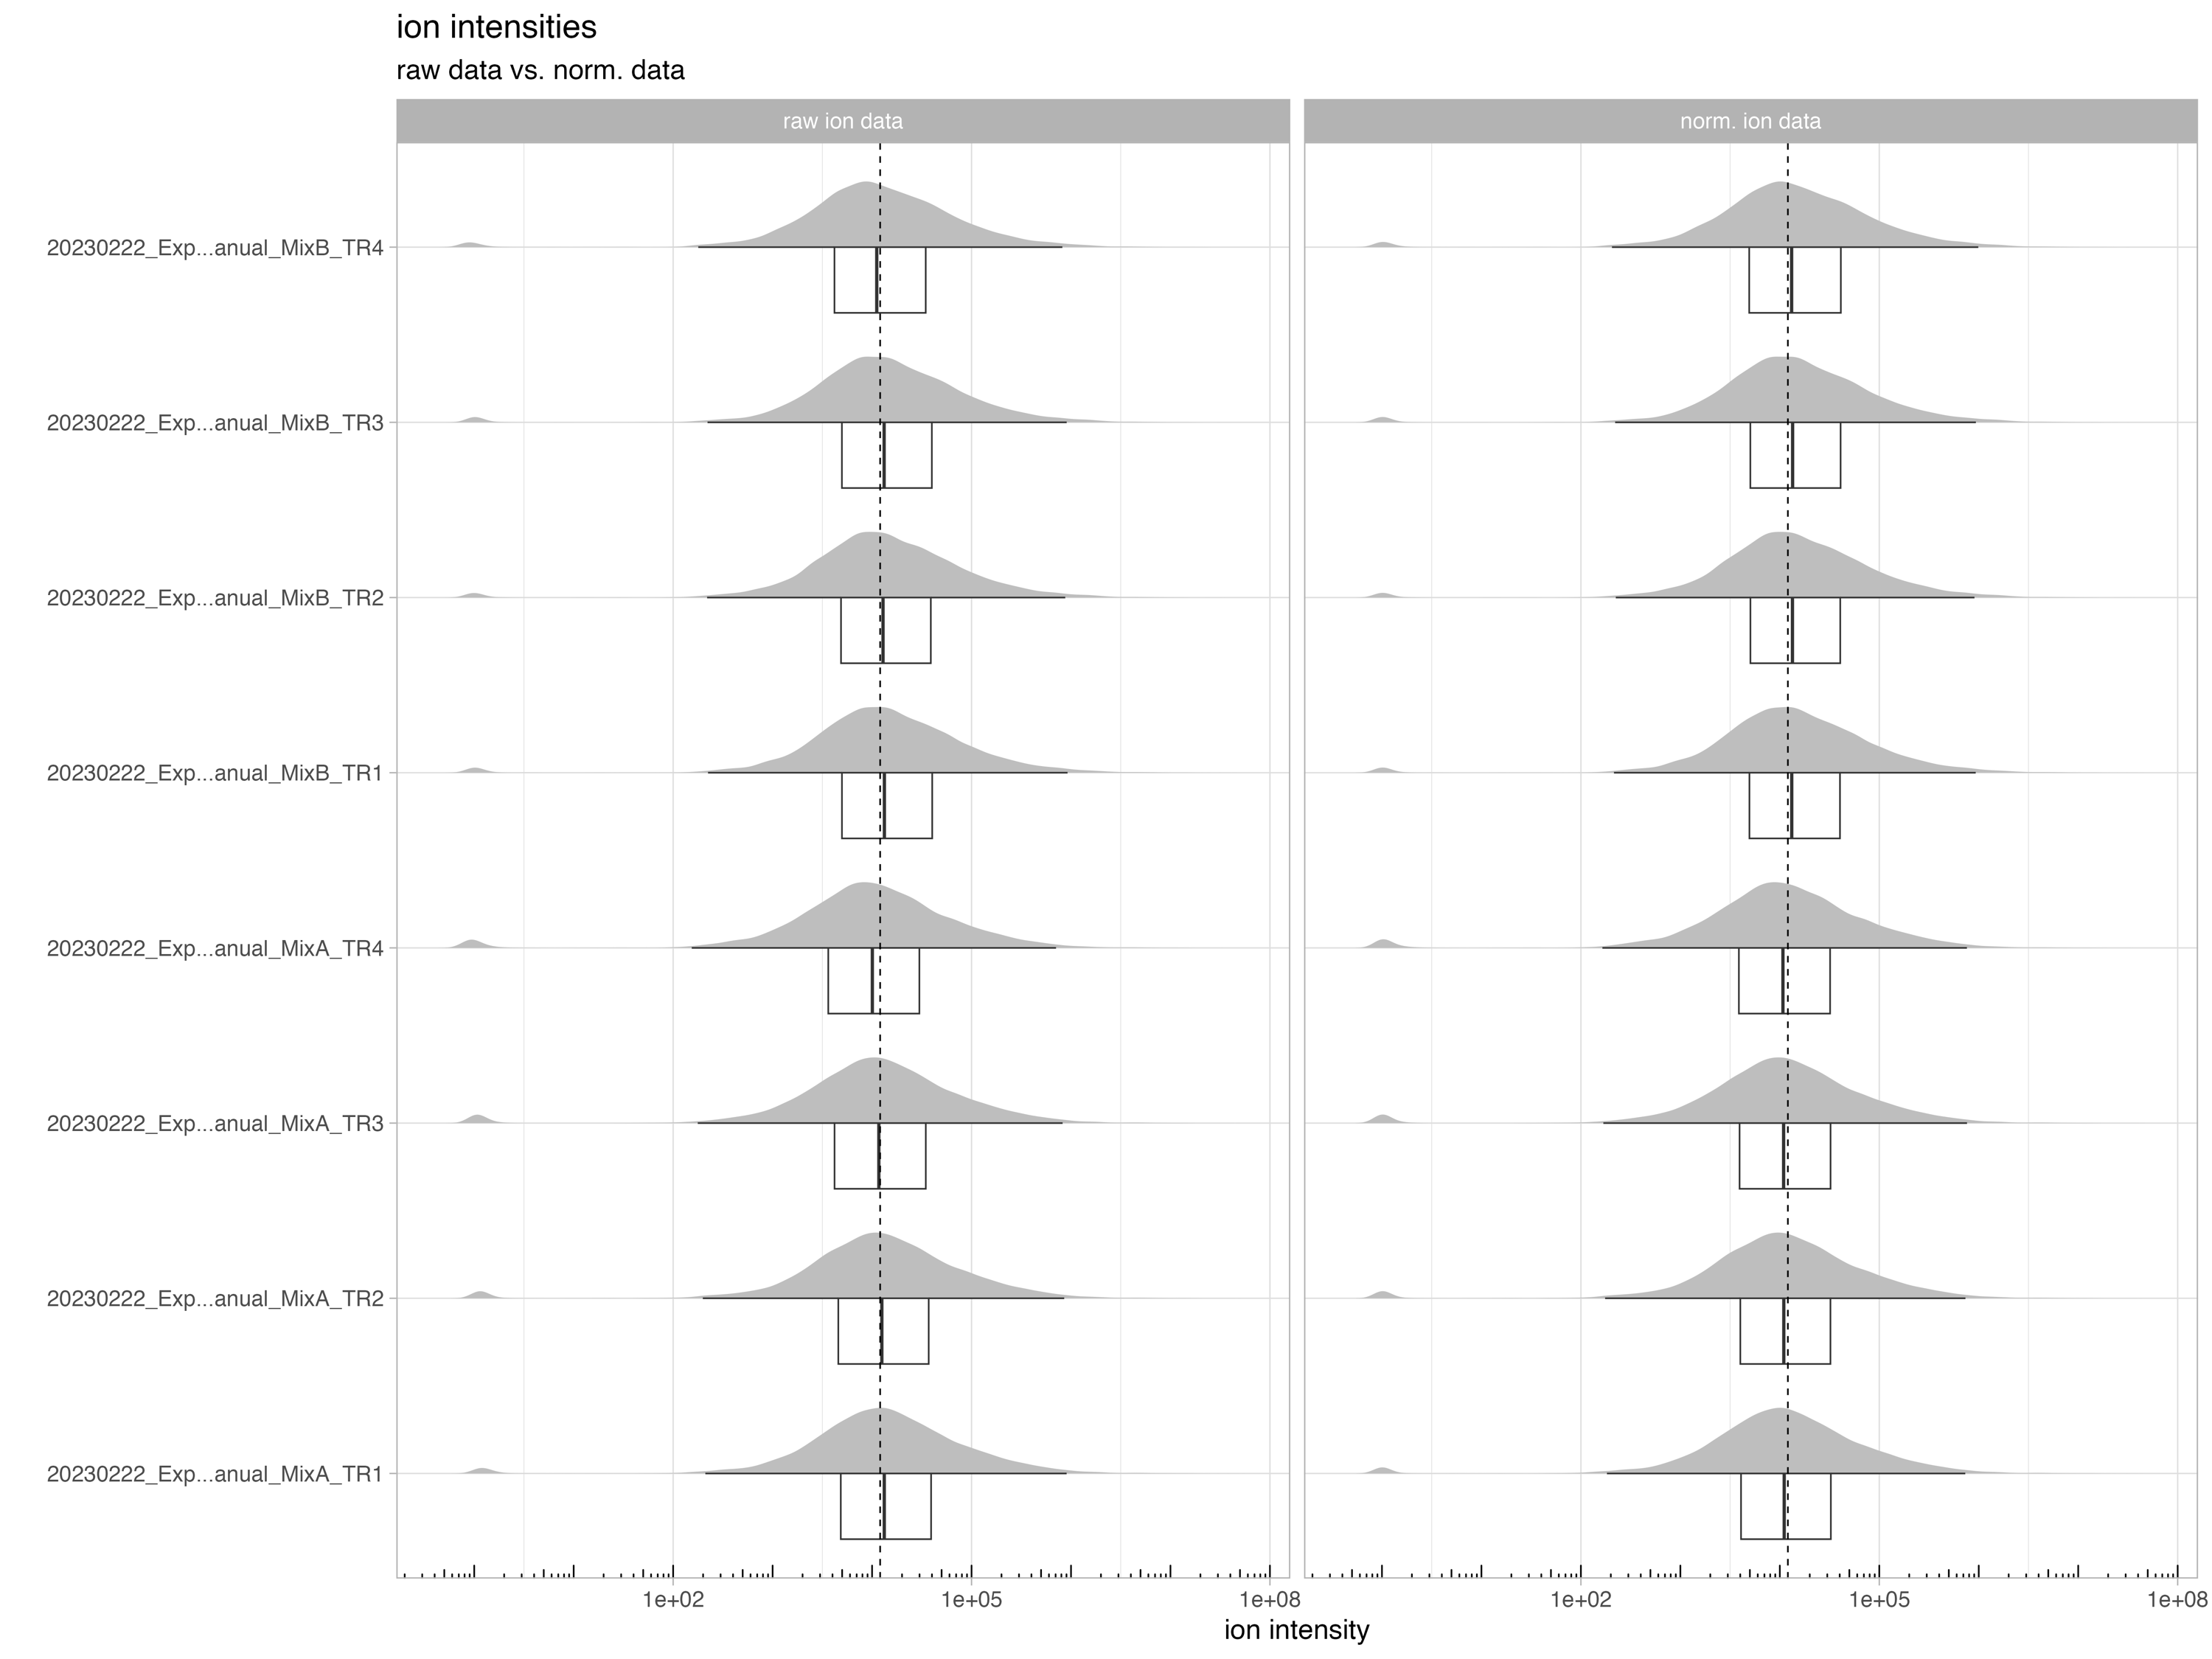 ion intensities
raw data vs. norm. data
raw ion data
norm. ion data
20230222_Exp...anual_MixB_TR4
20230222_Exp...anual_MixB_TR3
20230222_Exp...anual_MixB_TR2
20230222_Exp...anual_MixB_TR1
20230222_Exp...anual_MixA_TR4
20230222_Exp...anual_MixA_TR3
20230222_Exp...anual_MixA_TR2
20230222_Exp...anual_MixA_TR1
1e+02 1e+05 1e+08 1e+02 1e+05 1e+08
ion intensity